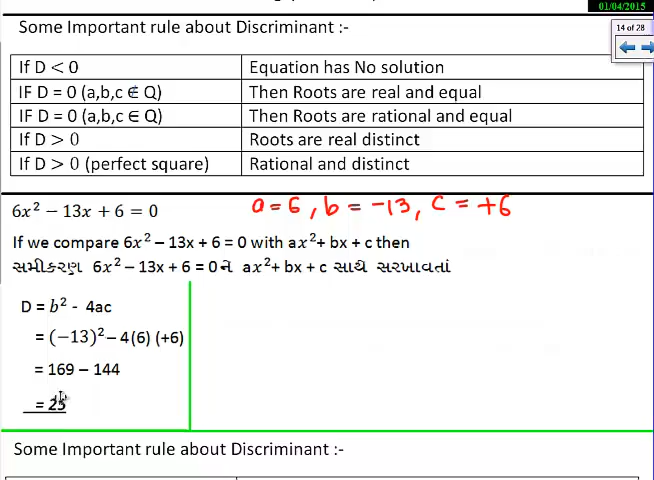 01/04/2015
14 of 28
Some Important rule about Discriminant :-
If D < 0 Equation has No solution
IF D = 0 (a,b,c ∉ Q) Then Roots are real and equal
IF D = 0 (a,b,c ∈ Q) Then Roots are rational and equal
If D > 0 Roots are real distinct
If D > 0 (perfect square) Rational and distinct
6x² − 13x + 6 = 0 a = 6 , b = -13 , c = +6
If we compare 6x² – 13x + 6 = 0 with ax²+ bx + c then
સમીકરણ 6x² – 13x + 6 = 0ને ax²+ bx + c સાથે સરખાવતાં
D = b² - 4ac
= (−13)² – 4(6) (+6)
= 169 – 144
= 25
Some Important rule about Discriminant :-